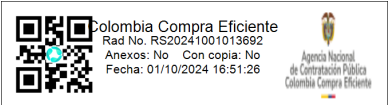 Colombia Compra Eficiente
Rad No. RS20241001013692
Anexos: No Con copia: No
Fecha: 01/10/2024 16:51:26
Agencia Nacional
de Contratación Pública
Colombia Compra Eficiente